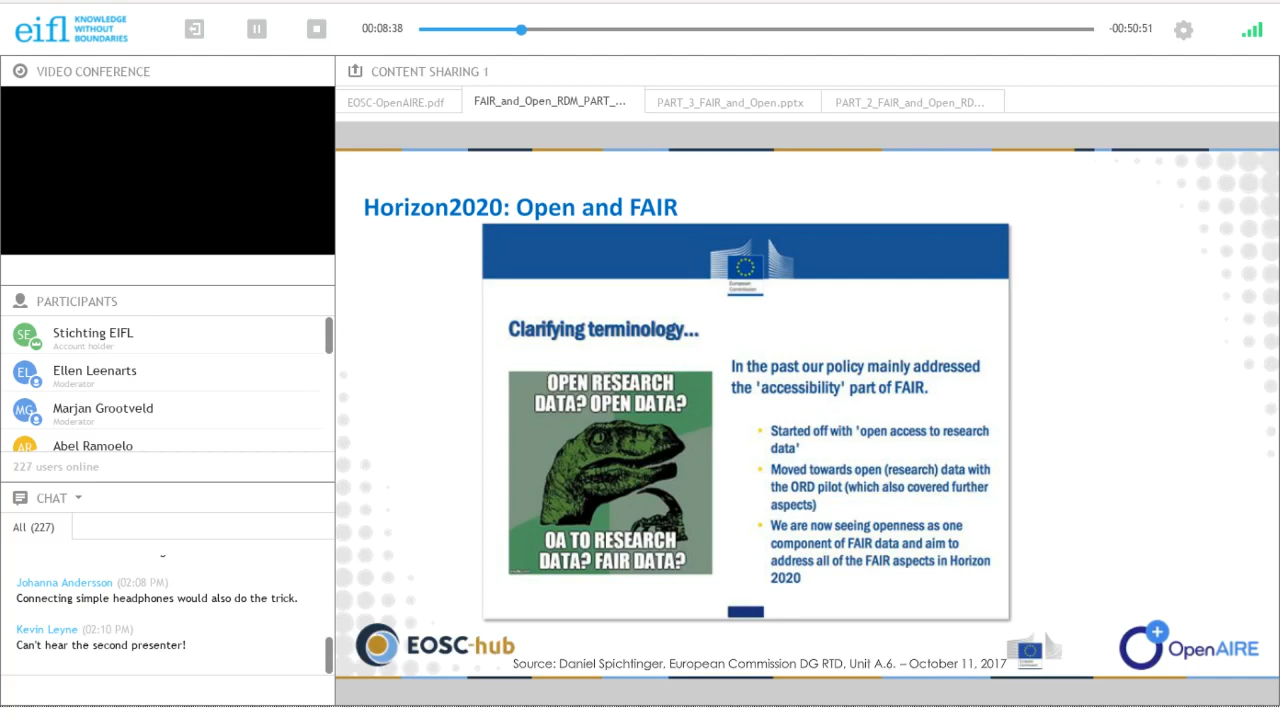 eifl KNOWLEDGE
WITHOUT
BOUNDARIES
00:08:38
-00:50:51
VIDEO CONFERENCE
PARTICIPANTS
SE
Stichting EIFL
Account holder
EL
Ellen Leenarts
Moderator
MG
Marjan Grootveld
Moderator
AR
Abel Ramoelo
227 users online
CHAT
All (227)
Johanna Andersson (02:08 PM)
Connecting simple headphones would also do the trick.
Kevin Leyne (02:10 PM)
Can't hear the second presenter!
CONTENT SHARING 1
EOSC-OpenAIRE.pdf
FAIR_and_Open_RDM_PART_...
PART_3_FAIR_and_Open.pptx
PART_2_FAIR_and_Open_RD...
Horizon2020: Open and FAIR
European
Commission
Clarifying terminology...
OPEN RESEARCH
DATA? OPEN DATA?
OA TO RESEARCH
DATA? FAIR DATA?
In the past our policy mainly addressed
the 'accessibility' part of FAIR.
• Started off with 'open access to research
data'
• Moved towards open (research) data with
the ORD pilot (which also covered further
aspects)
• We are now seeing openness as one
component of FAIR data and aim to
address all of the FAIR aspects in Horizon
2020
EOSC-hub
Source: Daniel Spichtinger, European Commission DG RTD, Unit A.6. – October 11, 2017
OpenAIRE